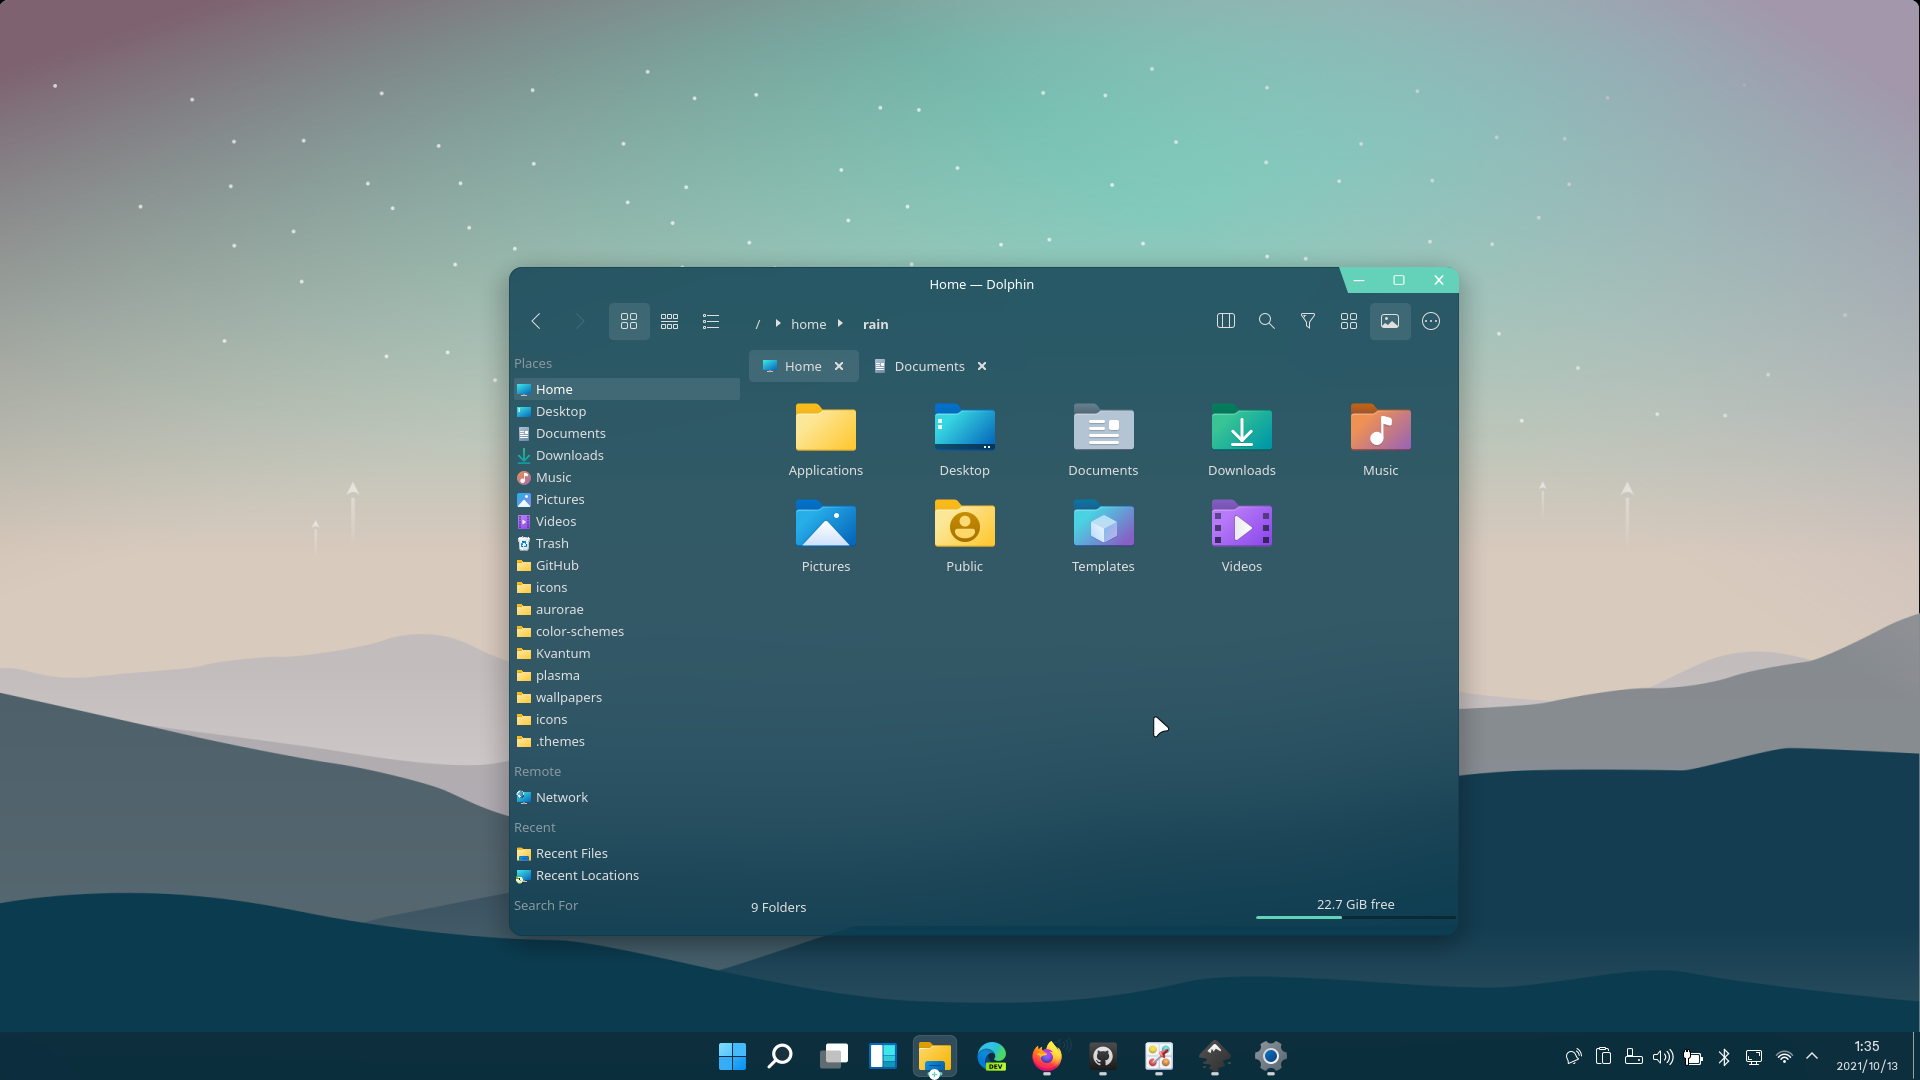 Home — Dolphin
/ home rain
Places
Home
Desktop
Documents
Downloads
Music
Pictures
Videos
Trash
GitHub
icons
aurorae
color-schemes
Kvantum
plasma
wallpapers
icons
.themes
Remote
Network
Recent
Recent Files
Recent Locations
Search For
Home Documents
Applications Desktop Documents Downloads Music
Pictures Public Templates Videos
9 Folders 22.7 GiB free
DEV
1:35
2021/10/13